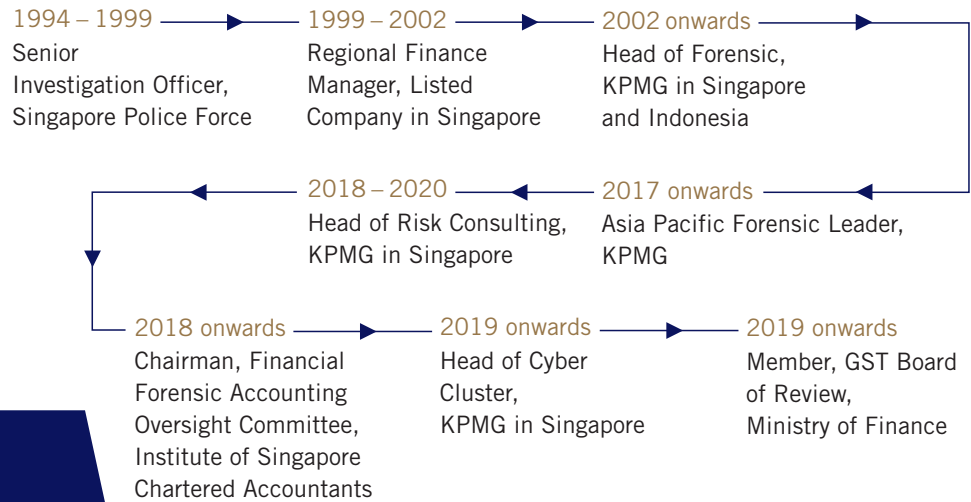 1994 – 1999
Senior
Investigation Officer,
Singapore Police Force
1999 – 2002
Regional Finance
Manager, Listed
Company in Singapore
2002 onwards
Head of Forensic,
KPMG in Singapore
and Indonesia
2017 onwards
Asia Pacific Forensic Leader,
KPMG
2018 – 2020
Head of Risk Consulting,
KPMG in Singapore
2018 onwards
Chairman, Financial
Forensic Accounting
Oversight Committee,
Institute of Singapore
Chartered Accountants
2019 onwards
Head of Cyber
Cluster,
KPMG in Singapore
2019 onwards
Member, GST Board
of Review,
Ministry of Finance